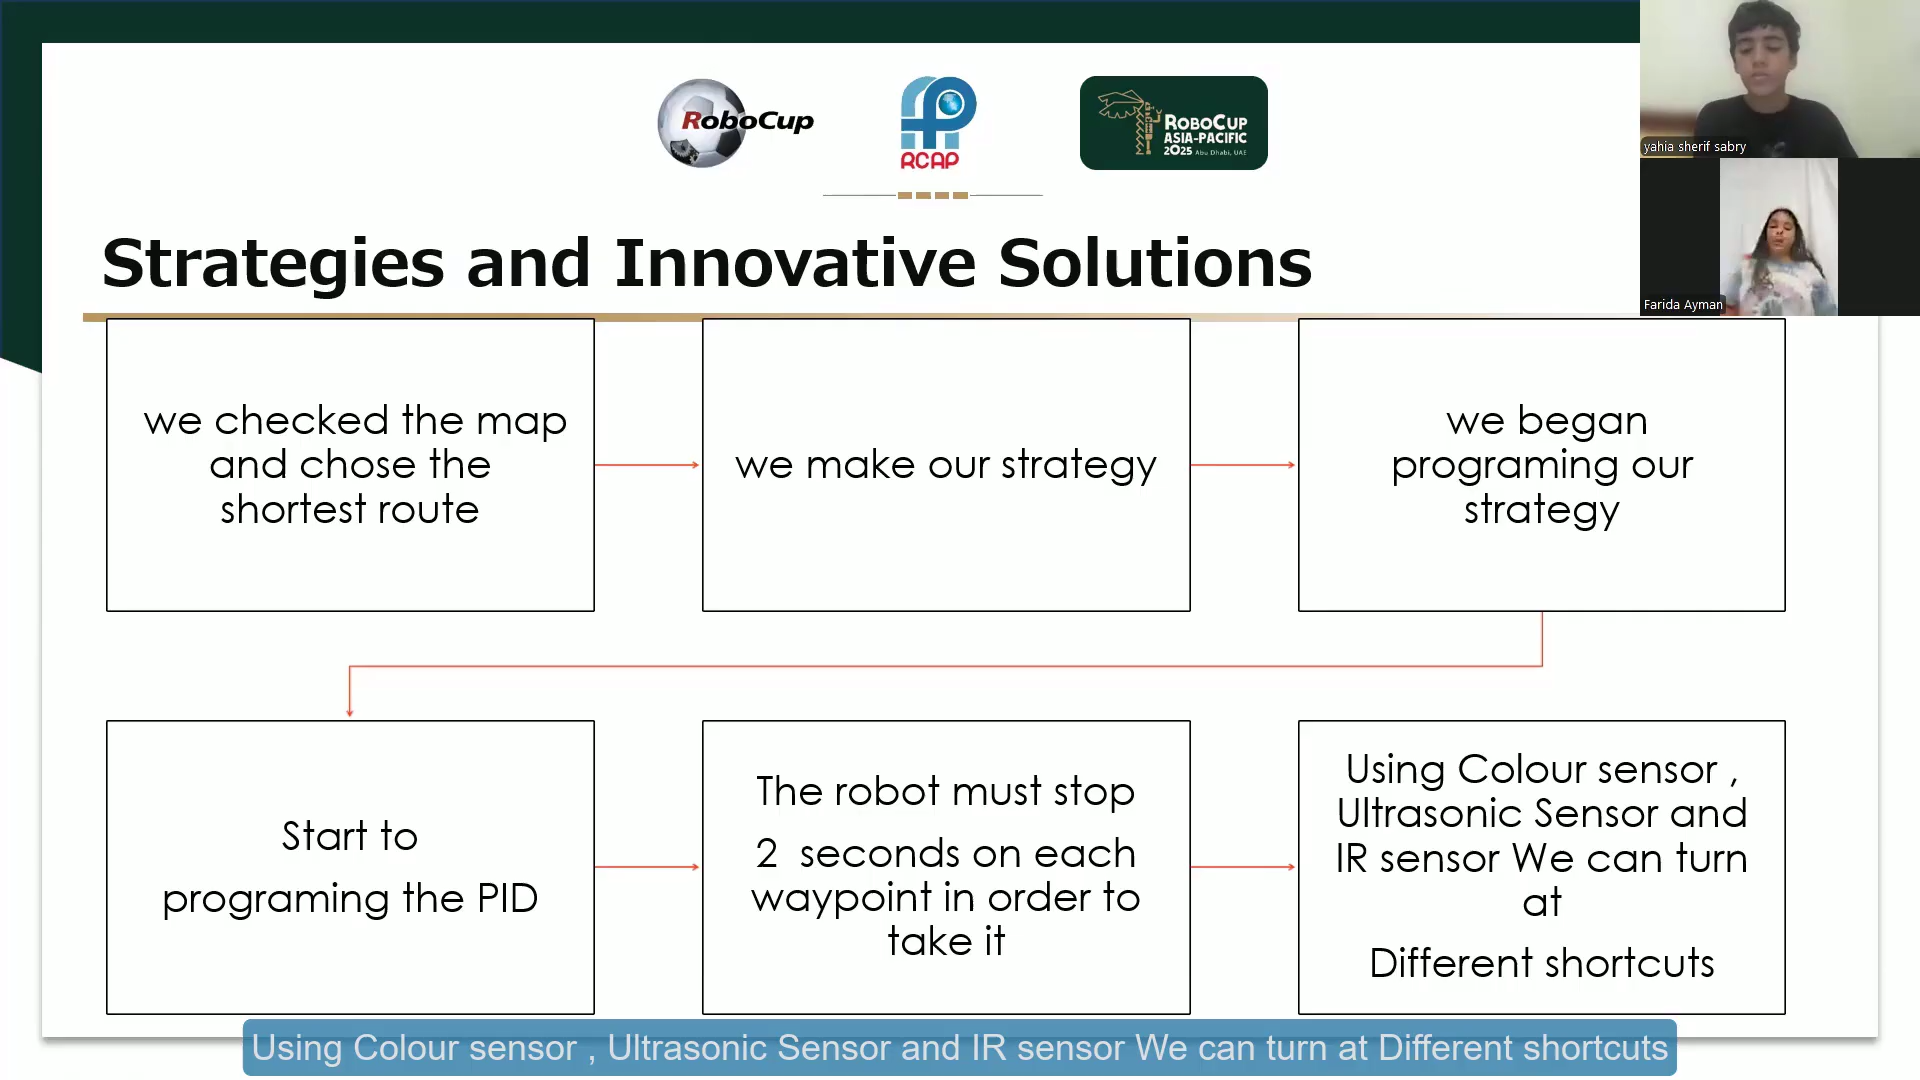 RoboCup
RCAP
ROBOCUP
ASIA-PACIFIC
2025 Abu Dhabi, UAE
yahia sherif sabry
Farida Ayman
Strategies and Innovative Solutions
we checked the map
and chose the
shortest route
we make our strategy
we began
programing our
strategy
Start to
programing the PID
The robot must stop
2 seconds on each
waypoint in order to
take it
Using Colour sensor ,
Ultrasonic Sensor and
IR sensor We can turn
at
Different shortcuts
Using Colour sensor , Ultrasonic Sensor and IR sensor We can turn at Different shortcuts